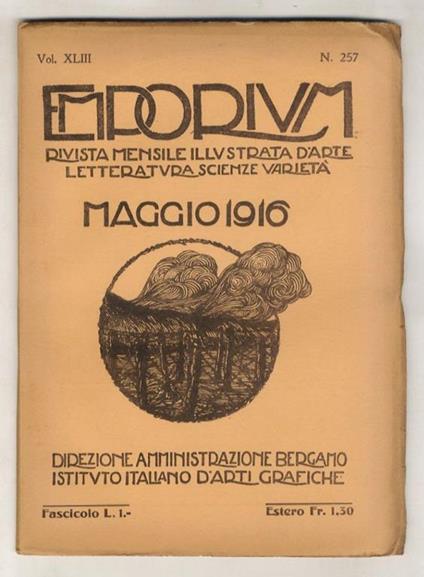 Vol. XLIII N. 257
EMPORIVM
RIVISTA MENSILE ILLVSTRATA D'ARTE
LETTERATVRA SCIENZE VARIETÀ
MAGGIO 1916
DIREZIONE AMMINISTRAZIONE BERGAMO
ISTITVTO ITALIANO D'ARTI GRAFICHE
Fascicolo L. 1.- Estero Fr. 1,30